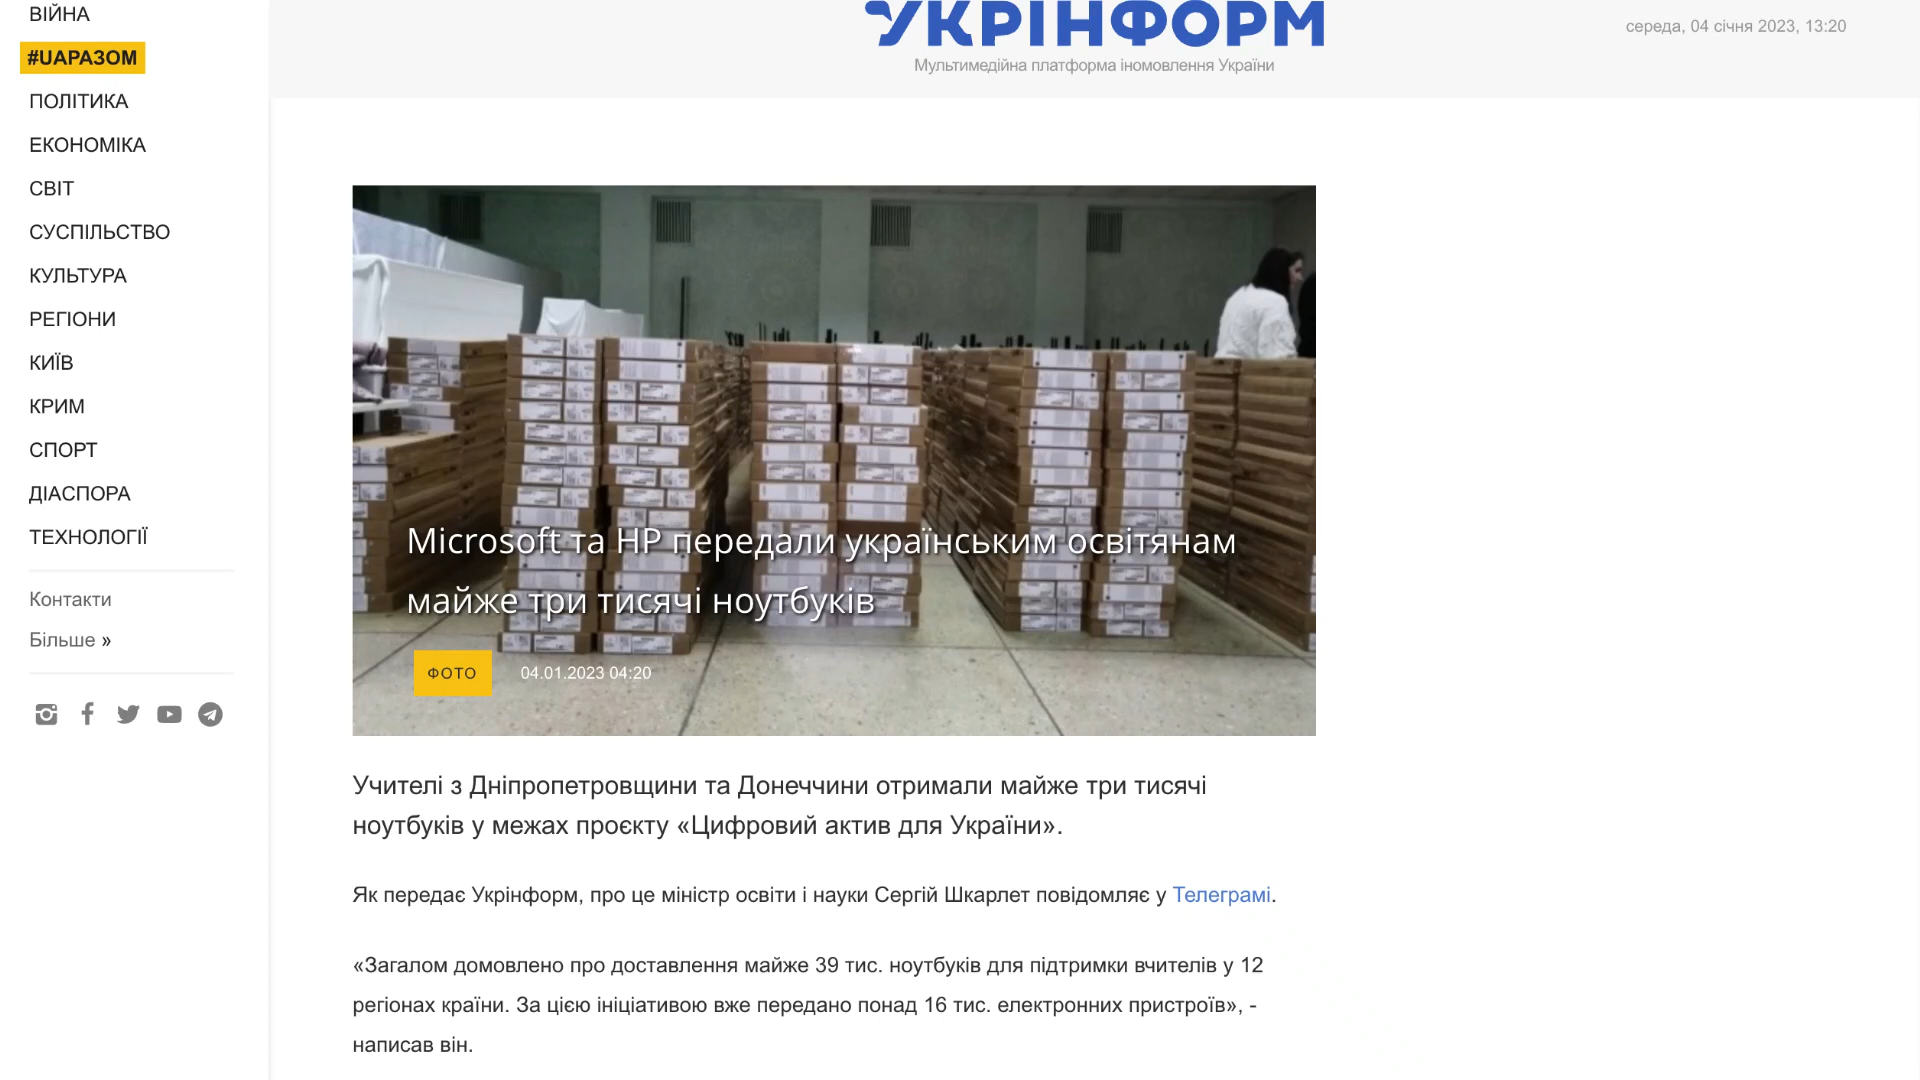 ВІЙНА
#UAРАЗОМ
ПОЛІТИКА
ЕКОНОМІКА
СВІТ
СУСПІЛЬСТВО
КУЛЬТУРА
РЕГІОНИ
КИЇВ
КРИМ
СПОРТ
ДІАСПОРА
ТЕХНОЛОГІЇ
Контакти
Більше »
УКРІНФОРМ
Мультимедійна платформа іномовлення України
середа, 04 січня 2023, 13:20
Microsoft та HP передали українським освітянам
майже три тисячі ноутбуків
ФОТО
04.01.2023 04:20
Учителі з Дніпропетровщини та Донеччини отримали майже три тисячі
ноутбуків у межах проєкту «Цифровий актив для України».
Як передає Укрінформ, про це міністр освіти і науки Сергій Шкарлет повідомляє у Телеграмі.
«Загалом домовлено про доставлення майже 39 тис. ноутбуків для підтримки вчителів у 12
регіонах країни. За цією ініціативою вже передано понад 16 тис. електронних пристроїв», -
написав він.